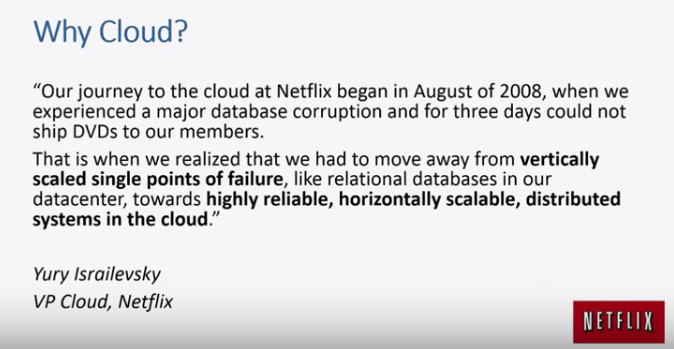 Why Cloud?
“Our journey to the cloud at Netflix began in August of 2008, when we
experienced a major database corruption and for three days could not
ship DVDs to our members.
That is when we realized that we had to move away from vertically
scaled single points of failure, like relational databases in our
datacenter, towards highly reliable, horizontally scalable, distributed
systems in the cloud.”
Yury Israilevsky
VP Cloud, Netflix
NETFLIX